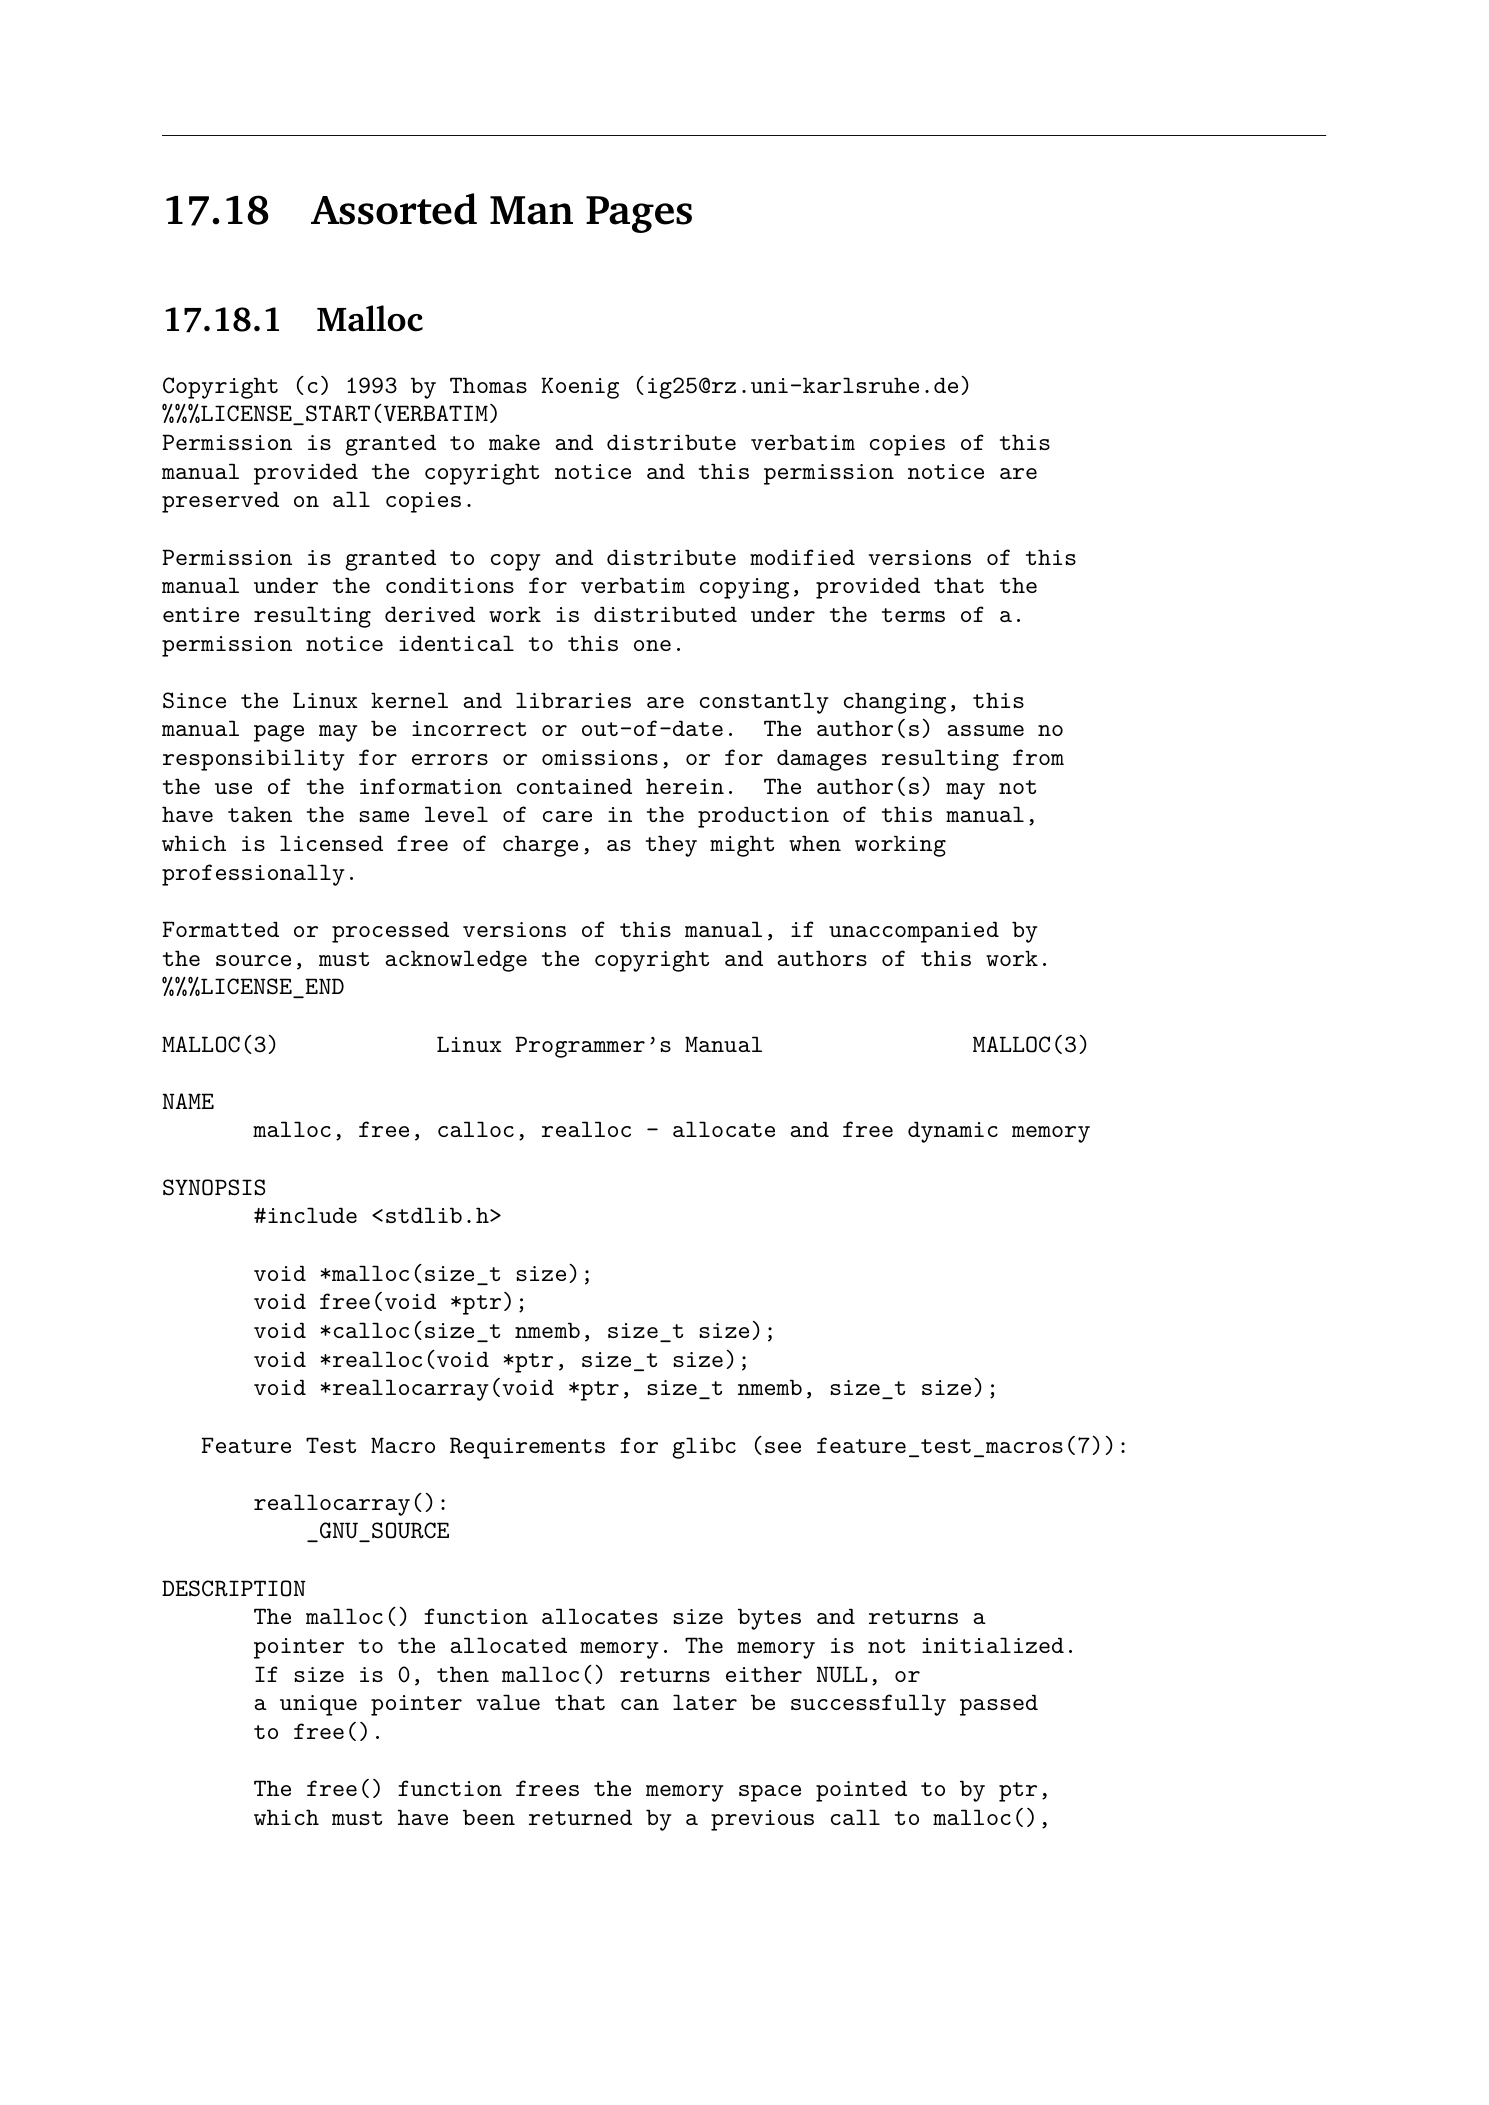 17.18 Assorted Man Pages
17.18.1 Malloc
Copyright (c) 1993 by Thomas Koenig (ig25@rz.uni-karlsruhe.de)
%%%LICENSE_START(VERBATIM)
Permission is granted to make and distribute verbatim copies of this
manual provided the copyright notice and this permission notice are
preserved on all copies.

Permission is granted to copy and distribute modified versions of this
manual under the conditions for verbatim copying, provided that the
entire resulting derived work is distributed under the terms of a.
permission notice identical to this one.

Since the Linux kernel and libraries are constantly changing, this
manual page may be incorrect or out-of-date.  The author(s) assume no
responsibility for errors or omissions, or for damages resulting from
the use of the information contained herein.  The author(s) may not
have taken the same level of care in the production of this manual,
which is licensed free of charge, as they might when working
professionally.

Formatted or processed versions of this manual, if unaccompanied by
the source, must acknowledge the copyright and authors of this work.
%%%LICENSE_END

MALLOC(3)            Linux Programmer's Manual                MALLOC(3)

NAME
       malloc, free, calloc, realloc - allocate and free dynamic memory

SYNOPSIS
       #include <stdlib.h>

       void *malloc(size_t size);
       void free(void *ptr);
       void *calloc(size_t nmemb, size_t size);
       void *realloc(void *ptr, size_t size);
       void *reallocarray(void *ptr, size_t nmemb, size_t size);

   Feature Test Macro Requirements for glibc (see feature_test_macros(7)):

       reallocarray():
           _GNU_SOURCE

DESCRIPTION
       The malloc() function allocates size bytes and returns a
       pointer to the allocated memory. The memory is not initialized.
       If size is 0, then malloc() returns either NULL, or
       a unique pointer value that can later be successfully passed
       to free().

       The free() function frees the memory space pointed to by ptr,
       which must have been returned by a previous call to malloc(),